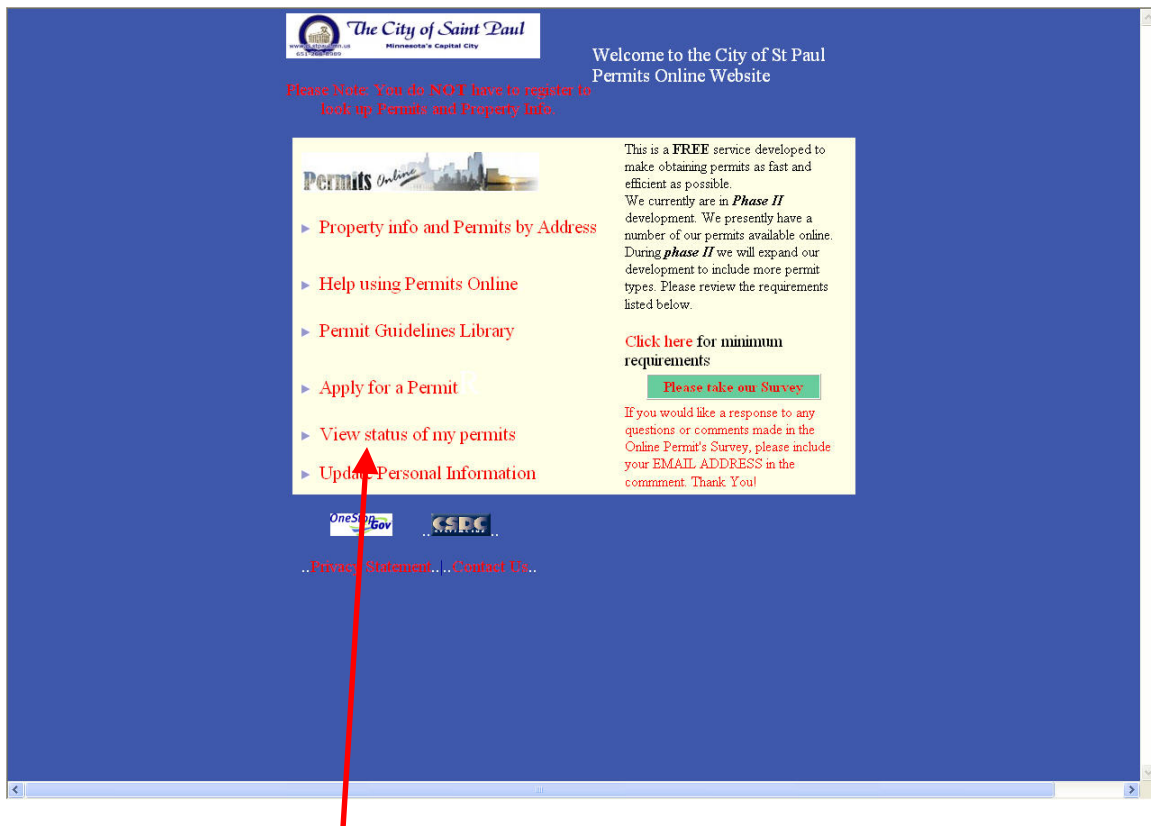 The City of Saint Paul
Minnesota's Capital City
651-266-8989
Welcome to the City of St Paul
Permits Online Website
Please Note: You do NOT have to register to
look up Permits and Property Info.
Permits Online
Property info and Permits by Address
Help using Permits Online
Permit Guidelines Library
Apply for a Permit
View status of my permits
Update Personal Information
This is a FREE service developed to
make obtaining permits as fast and
efficient as possible.
We currently are in Phase II
development. We presently have a
number of our permits available online.
During phase II we will expand our
development to include more permit
types. Please review the requirements
listed below.
Click here for minimum
requirements
Please take our Survey
If you would like a response to any
questions or comments made in the
Online Permit's Survey, please include
your EMAIL ADDRESS in the
commment. Thank You!
OneStopGov
..CSDC..
..Privacy Statement..|..Contact Us..